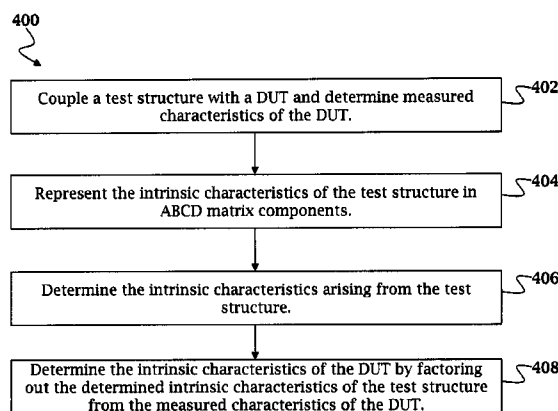 400
Couple a test structure with a DUT and determine measured
characteristics of the DUT.
402
Represent the intrinsic characteristics of the test structure in
ABCD matrix components.
404
Determine the intrinsic characteristics arising from the test
structure.
406
Determine the intrinsic characteristics of the DUT by factoring
out the determined intrinsic characteristics of the test structure
from the measured characteristics of the DUT.
408